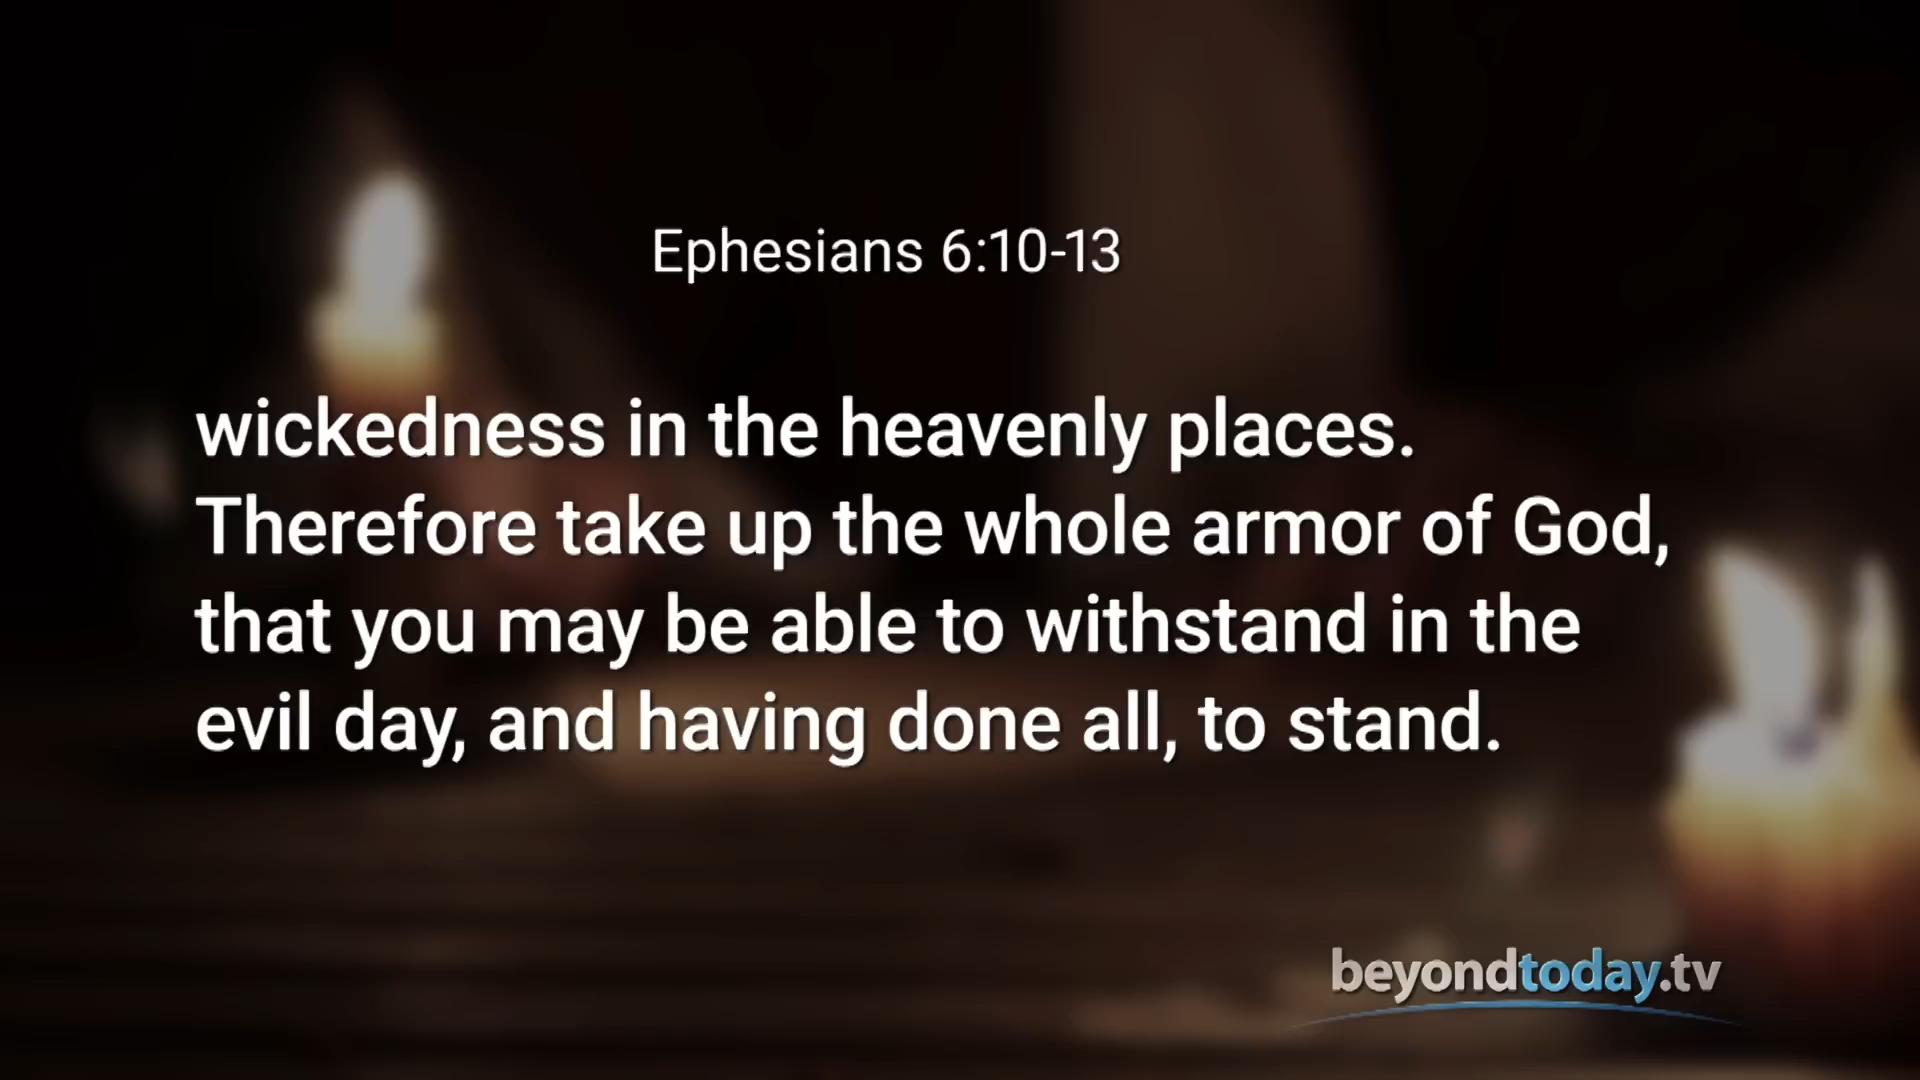 Ephesians 6:10-13
wickedness in the heavenly places.
Therefore take up the whole armor of God,
that you may be able to withstand in the
evil day, and having done all, to stand.
beyondtoday.tv